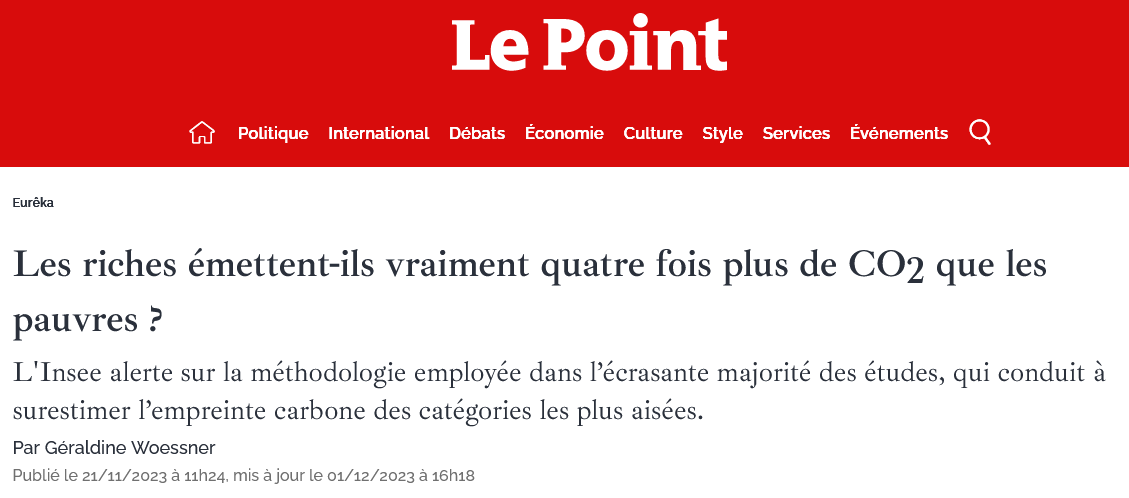 Le Point
Politique International Débats Économie Culture Style Services Événements
Eurêka
Les riches émettent-ils vraiment quatre fois plus de CO2 que les
pauvres ?
L'Insee alerte sur la méthodologie employée dans l’écrasante majorité des études, qui conduit à
surestimer l’empreinte carbone des catégories les plus aisées.
Par Géraldine Woessner
Publié le 21/11/2023 à 11h24, mis à jour le 01/12/2023 à 16h18